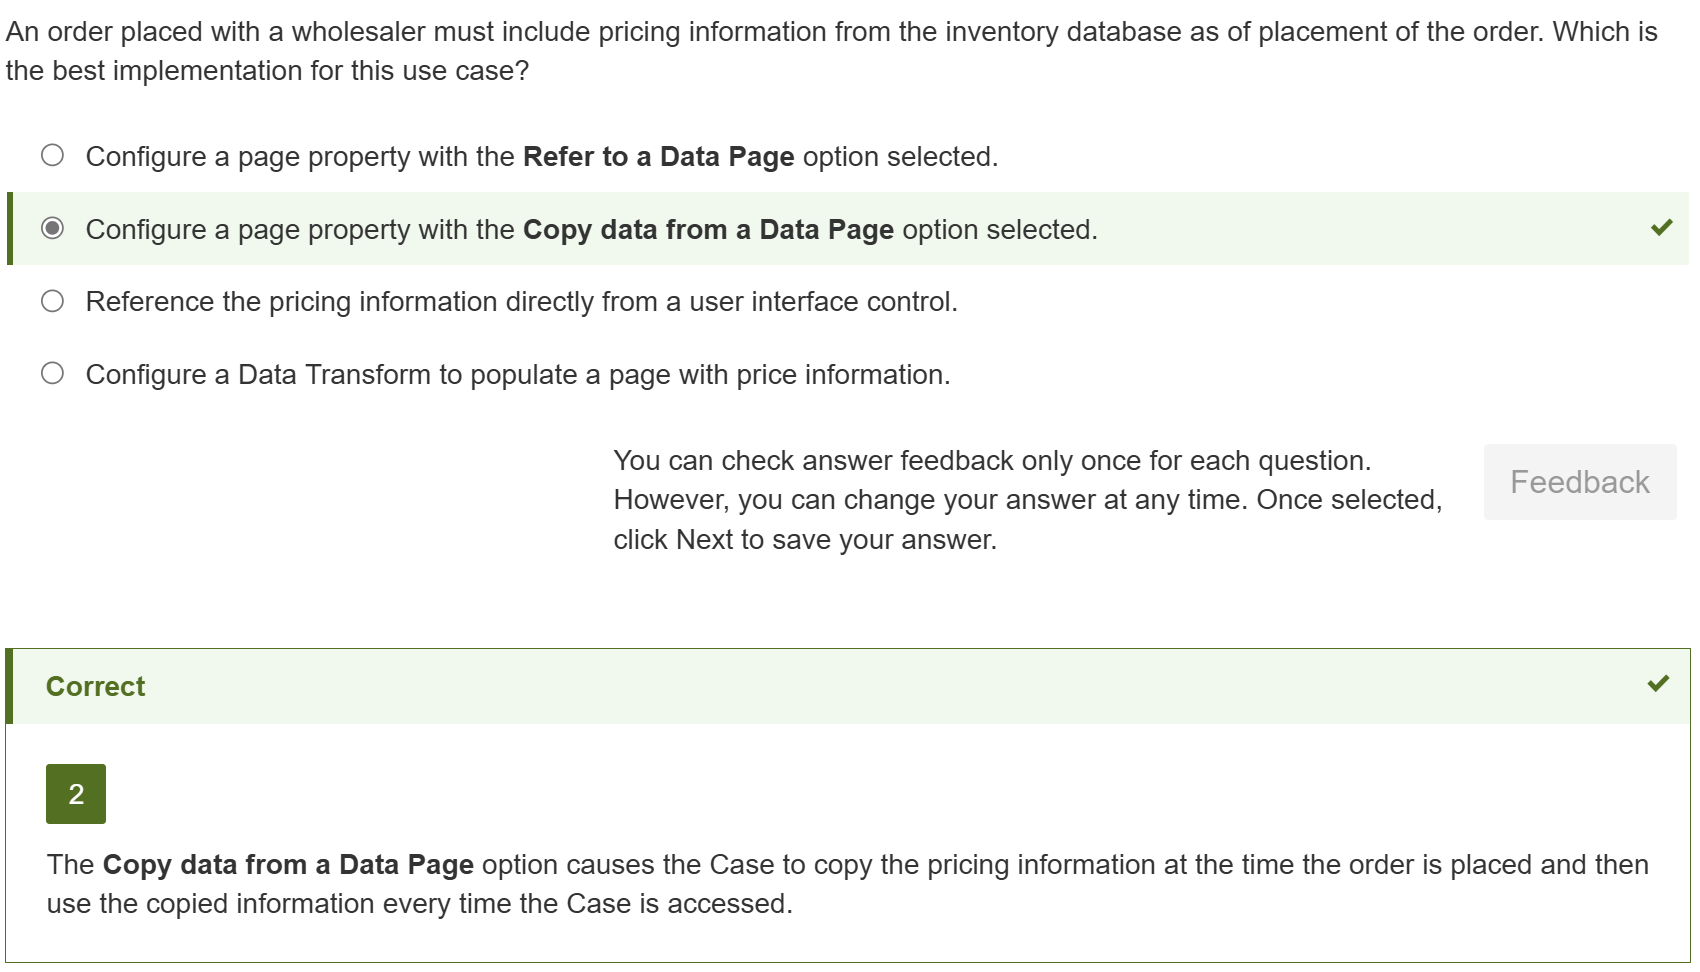 An order placed with a wholesaler must include pricing information from the inventory database as of placement of the order. Which is
the best implementation for this use case?
Configure a page property with the Refer to a Data Page option selected.
Configure a page property with the Copy data from a Data Page option selected.
Reference the pricing information directly from a user interface control.
Configure a Data Transform to populate a page with price information.
You can check answer feedback only once for each question.
However, you can change your answer at any time. Once selected,
click Next to save your answer.
Feedback
Correct
2
The Copy data from a Data Page option causes the Case to copy the pricing information at the time the order is placed and then
use the copied information every time the Case is accessed.